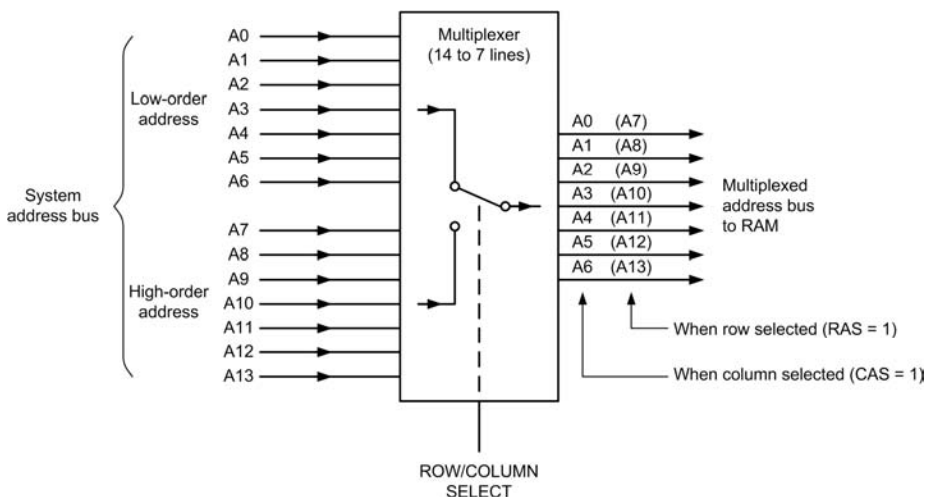 Multiplexer
(14 to 7 lines)
System
address bus
Low-order
address
High-order
address
A0
A1
A2
A3
A4
A5
A6
A7
A8
A9
A10
A11
A12
A13
A0 (A7)
A1 (A8)
A2 (A9)
A3 (A10)
A4 (A11)
A5 (A12)
A6 (A13)
Multiplexed
address bus
to RAM
When row selected (RAS = 1)
When column selected (CAS = 1)
ROW/COLUMN
SELECT